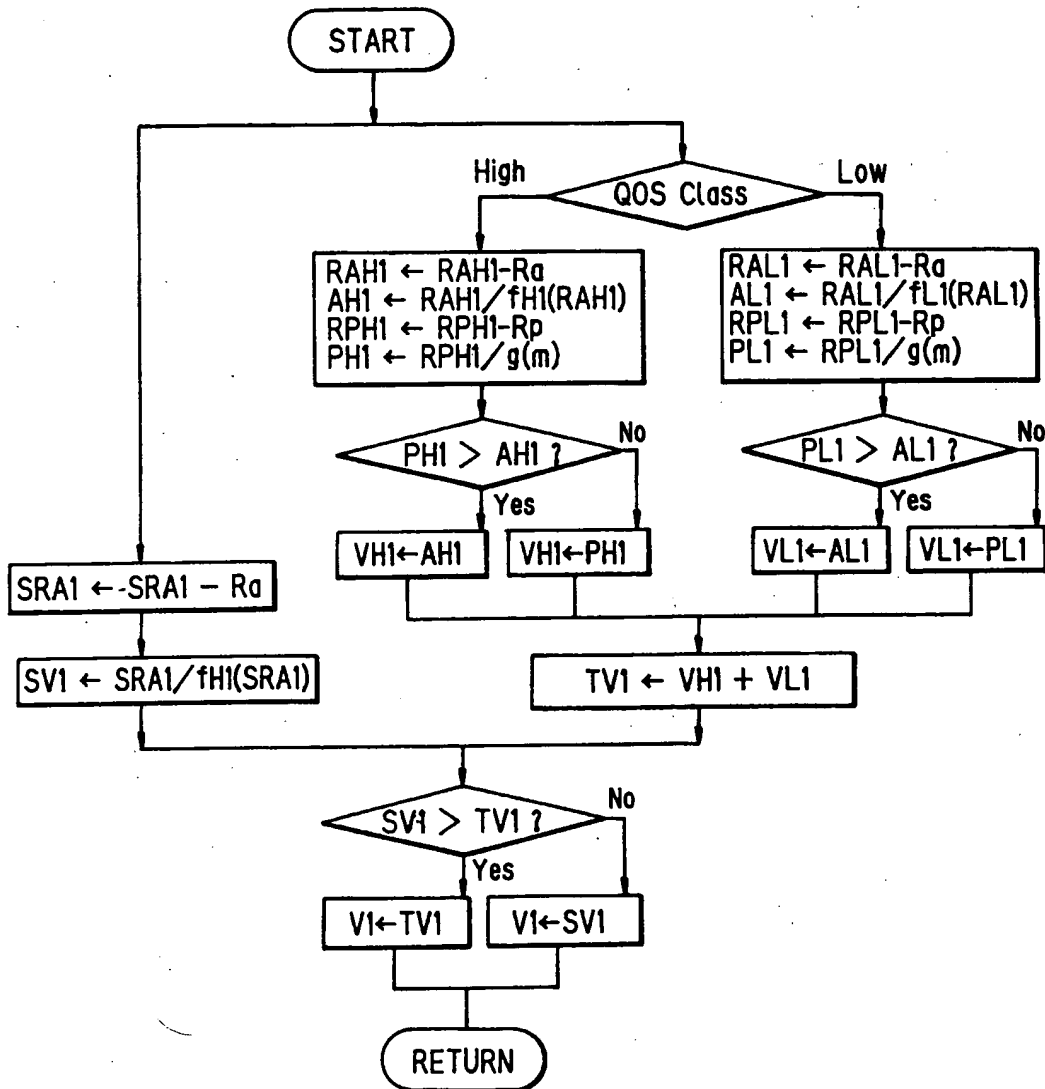 START
High
QOS Class
Low
RAH1 ← RAH1-Ra
AH1 ← RAH1/fH1(RAH1)
RPH1 ← RPH1-Rp
PH1 ← RPH1/g(m)
RAL1 ← RAL1-Ra
AL1 ← RAL1/fL1(RAL1)
RPL1 ← RPL1-Rp
PL1 ← RPL1/g(m)
PH1 > AH1 ?
No
Yes
PL1 > AL1 ?
No
Yes
VH1←AH1
VH1←PH1
VL1←AL1
VL1←PL1
SRA1 ← SRA1 - Ra
SV1 ← SRA1/fH1(SRA1)
TV1 ← VH1 + VL1
SV1 > TV1 ?
No
Yes
V1←TV1
V1←SV1
RETURN